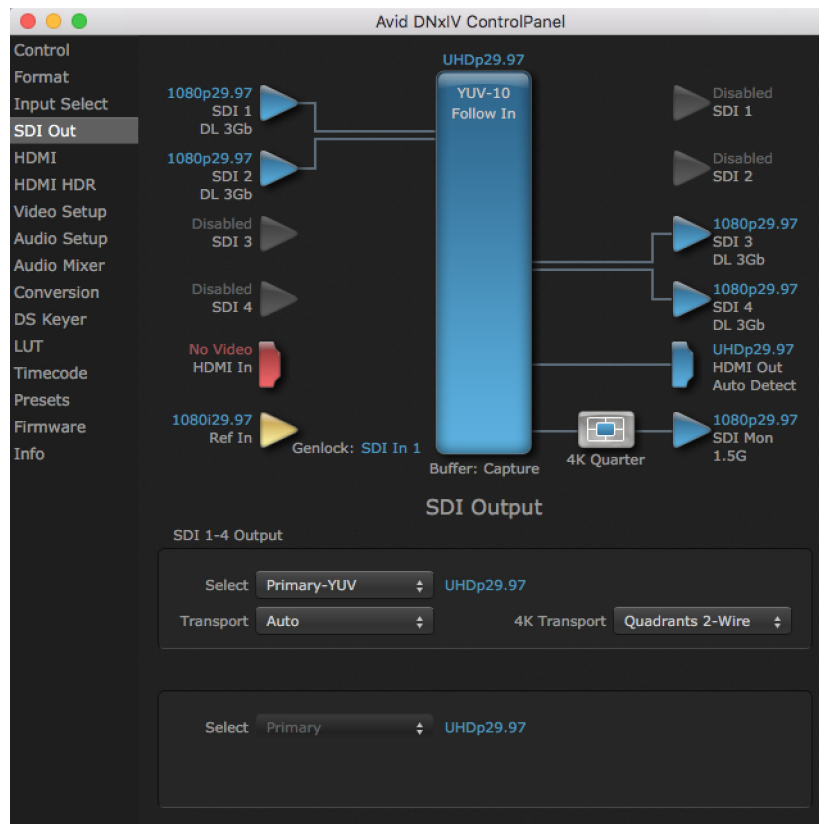 Avid DNxIV ControlPanel
Control
Format
Input Select
SDI Out
HDMI
HDMI HDR
Video Setup
Audio Setup
Audio Mixer
Conversion
DS Keyer
LUT
Timecode
Presets
Firmware
Info
1080p29.97
SDI 1
DL 3Gb
1080p29.97
SDI 2
DL 3Gb
Disabled
SDI 3
Disabled
SDI 4
No Video
HDMI In
1080i29.97
Ref In
Genlock: SDI In 1
UHDp29.97
YUV-10
Follow In
Buffer: Capture
Disabled
SDI 1
Disabled
SDI 2
1080p29.97
SDI 3
DL 3Gb
1080p29.97
SDI 4
DL 3Gb
UHDp29.97
HDMI Out
Auto Detect
4K Quarter
1080p29.97
SDI Mon
1.5G
SDI Output
SDI 1-4 Output
Select Primary-YUV UHDp29.97
Transport Auto 4K Transport Quadrants 2-Wire
Select Primary UHDp29.97